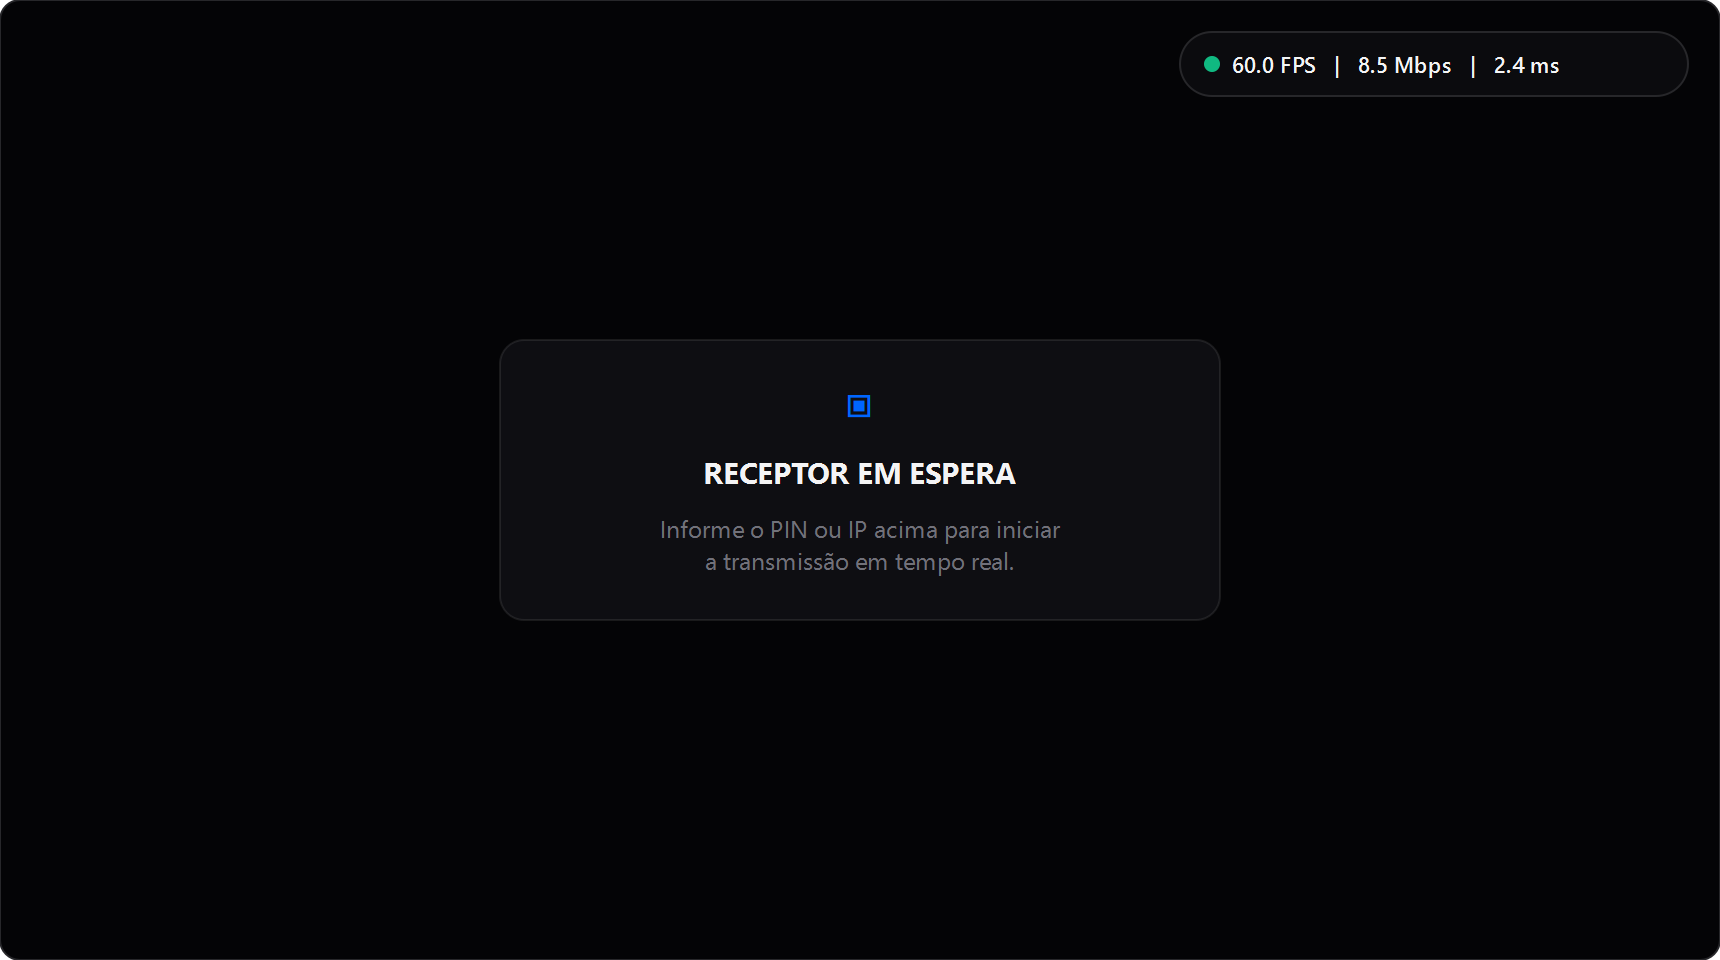 60.0 FPS | 8.5 Mbps | 2.4 ms
RECEPTOR EM ESPERA
Informe o PIN ou IP acima para iniciar
a transmissão em tempo real.